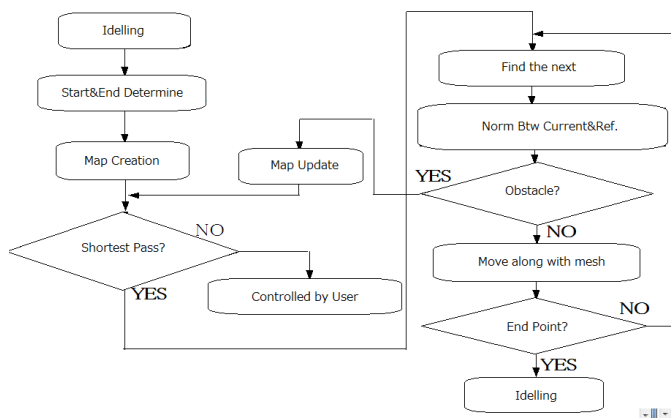 Idelling
Start&End Determine
Map Creation
Map Update
Shortest Pass?
NO
YES
Controlled by User
Find the next
Norm Btw Current&Ref.
YES
Obstacle?
NO
Move along with mesh
End Point?
NO
YES
Idelling